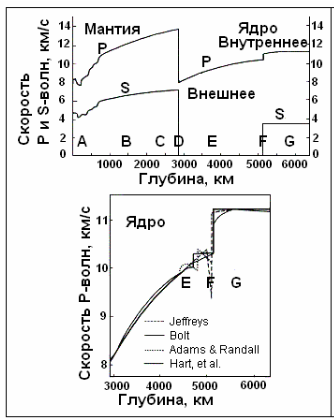 Скорость
P и S-волн, км/с
14
12
10
8
6
4
2
0
Мантия
Ядро
Внутреннее
P
P
S
Внешнее
S
A B C D E F G
1000 2000 3000 4000 5000 6000
Глубина, км
14
12
10
8
6
4
2
0
Скорость P-волн, км/с
11
10
9
8
Ядро
E F G
Jeffreys
Bolt
Adams & Randall
Hart, et al.
3000 4000 5000 6000
Глубина, км